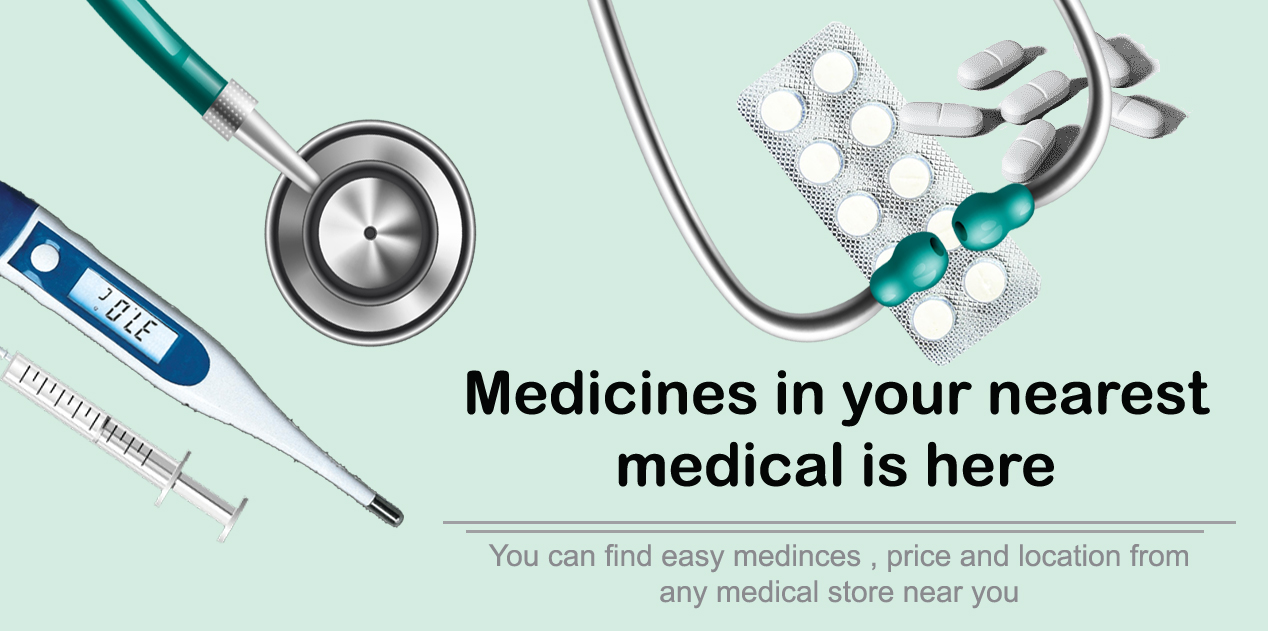 Medicines in your nearest
medical is here
You can find easy medinces , price and location from
any medical store near you